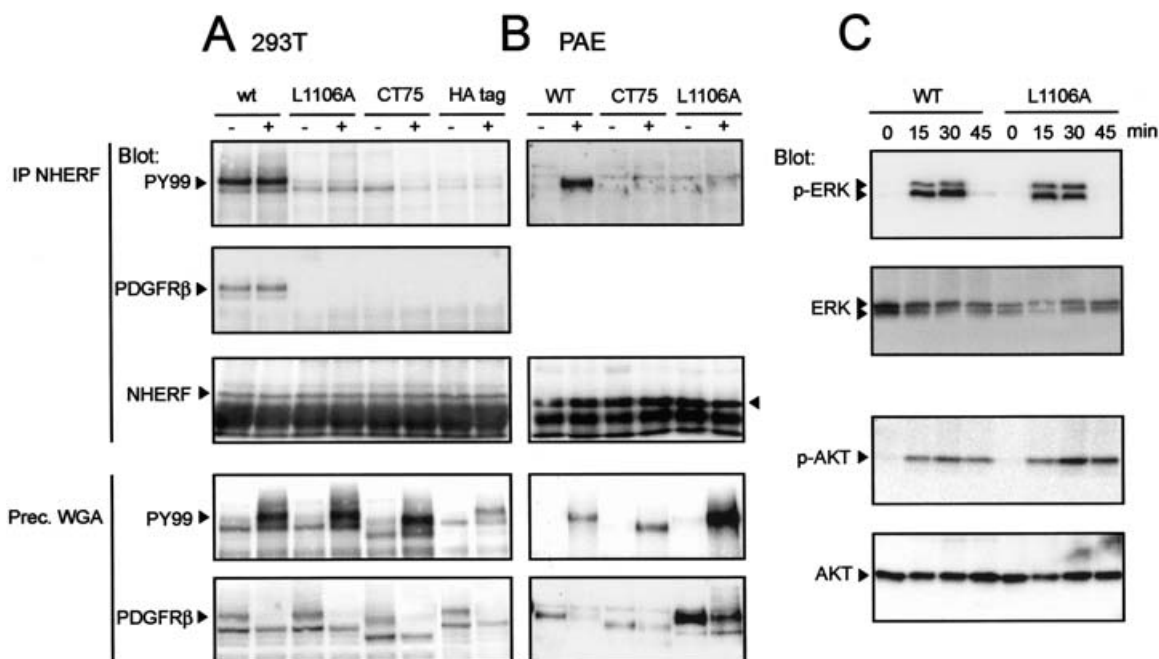 A 293T
B PAE
C
wt L1106A CT75 HA tag
- + - + - + - +
WT CT75 L1106A
- + - + - +
WT L1106A
0 15 30 45 0 15 30 45 min
IP NHERF
Blot:
PY99
PDGFRβ
NHERF
Prec. WGA
PY99
PDGFRβ
Blot:
p-ERK
ERK
p-AKT
AKT